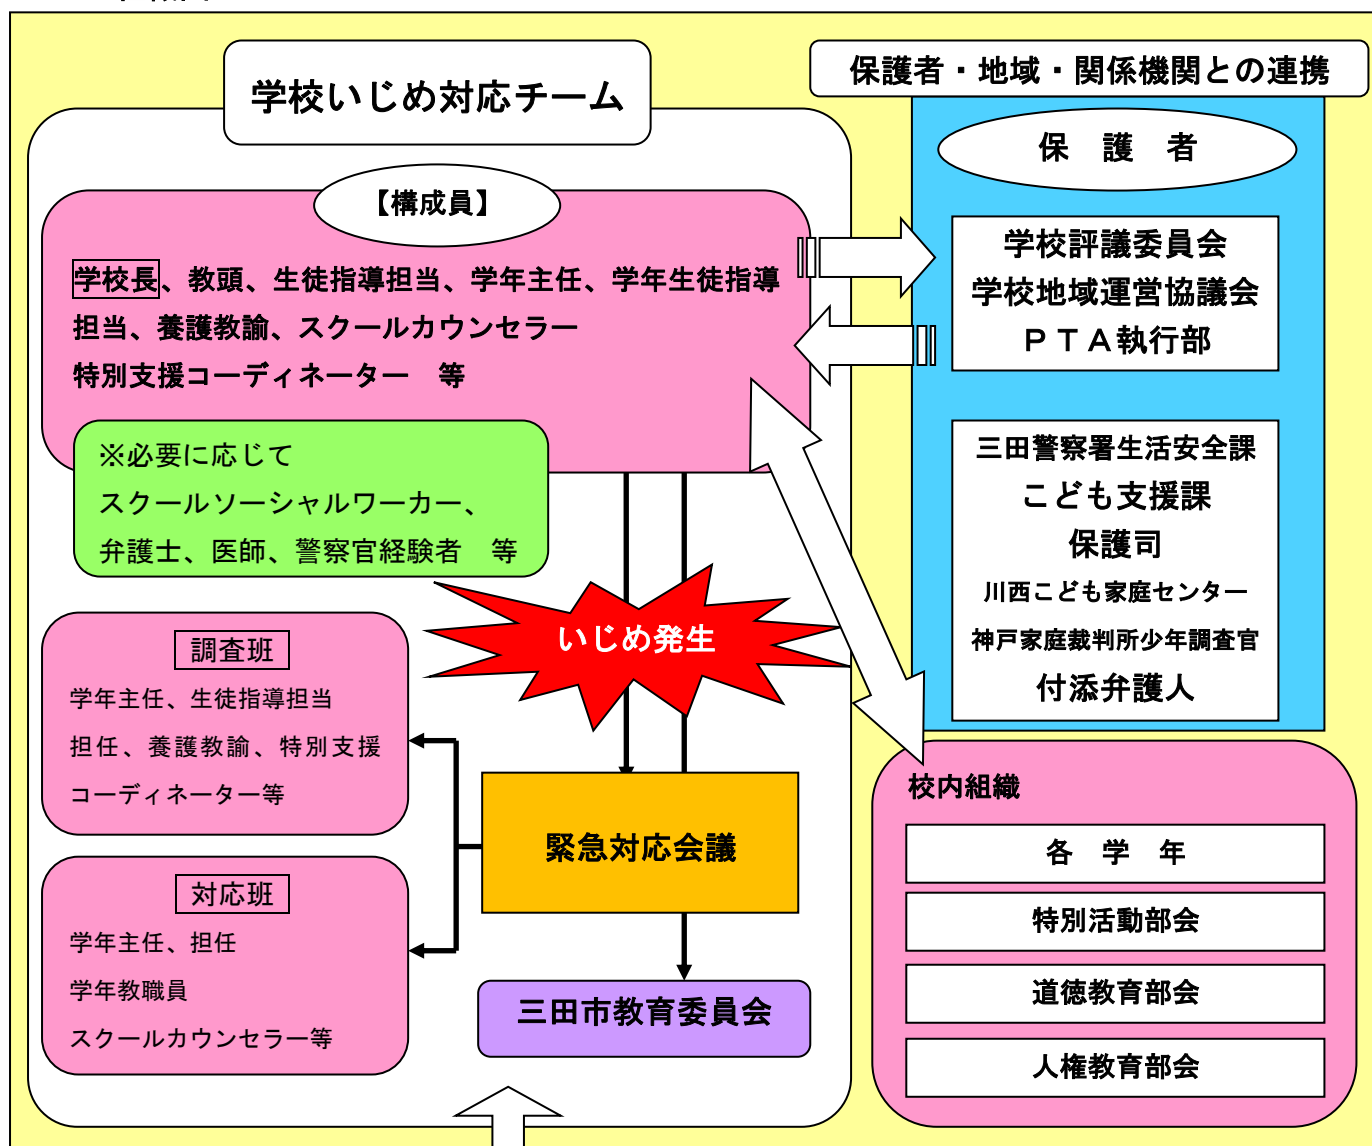 学校いじめ対応チーム
【構成員】
学校長、教頭、生徒指導担当、学年主任、学年生徒指導
担当、養護教諭、スクールカウンセラー
特別支援コーディネーター　等
※必要に応じて
スクールソーシャルワーカー、
弁護士、医師、警察官経験者　等
いじめ発生
調査班
学年主任、生徒指導担当
担任、養護教諭、特別支援
コーディネーター等
緊急対応会議
対応班
学年主任、担任
学年教職員
スクールカウンセラー等
三田市教育委員会
保護者・地域・関係機関との連携
保　護　者
学校評議委員会
学校地域運営協議会
ＰＴＡ執行部
三田警察署生活安全課
こども支援課
保護司
川西こども家庭センター
神戸家庭裁判所少年調査官
付添弁護人
校内組織
各　学　年
特別活動部会
道徳教育部会
人権教育部会